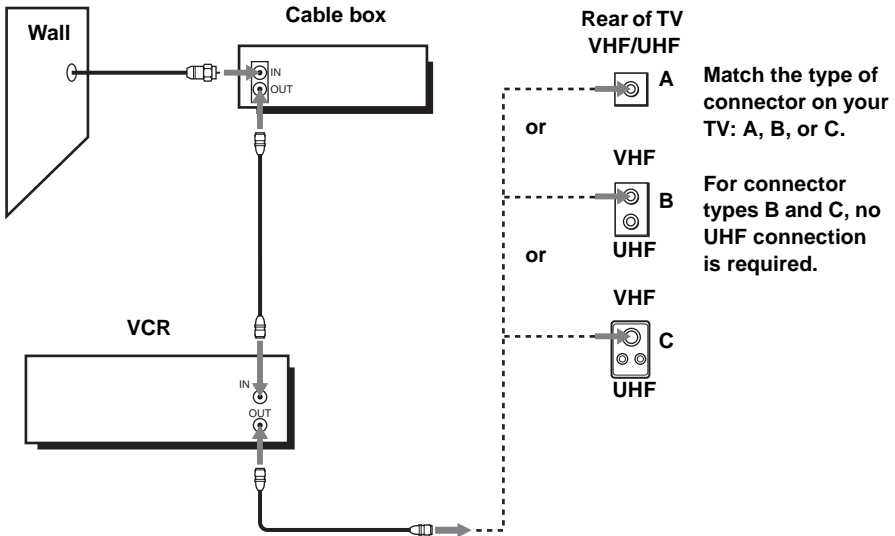 Wall
Cable box
IN
OUT
Rear of TV
VHF/UHF
A
Match the type of
connector on your
TV: A, B, or C.
or
VHF
B
UHF
For connector
types B and C, no
UHF connection
is required.
or
VHF
C
UHF
VCR
IN
OUT